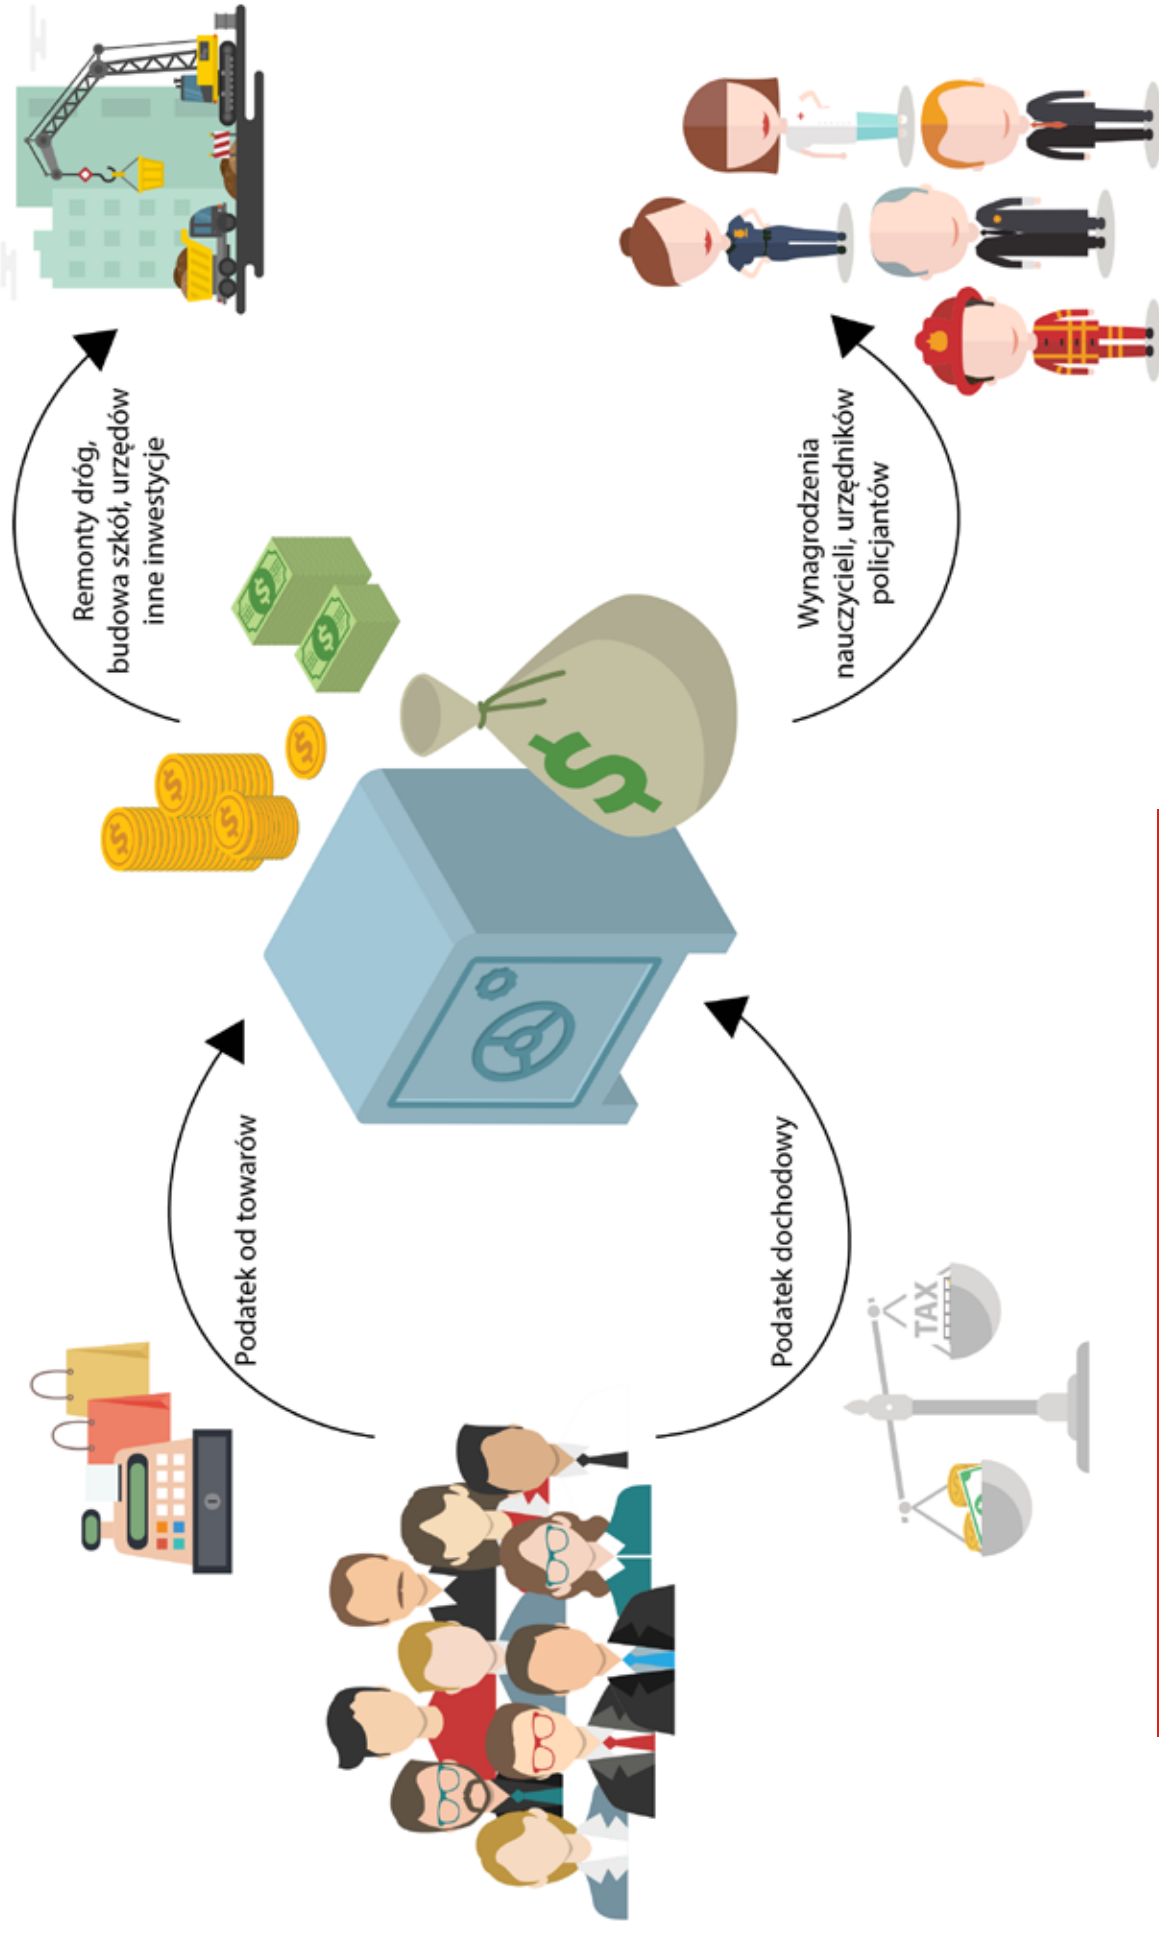 Podatek od towarów
Podatek dochodowy
TAX
$
$
$
$
$
$
$
Remonty dróg,
budowa szkół, urzędów
inne inwestycje
Wynagrodzenia
nauczycieli, urzędników
policjantów